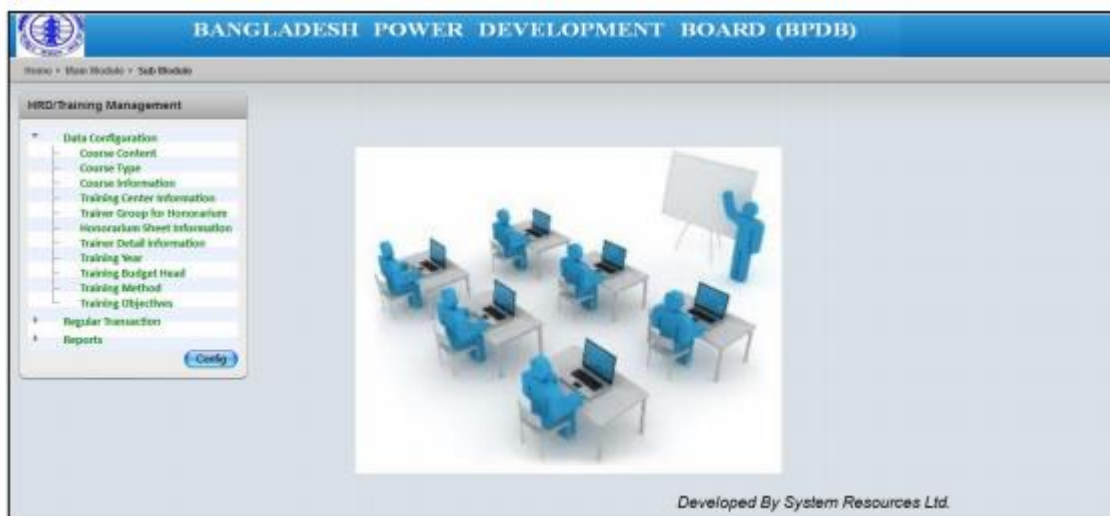 BANGLADESH POWER DEVELOPMENT BOARD (BPDB)
Home ▸ Main Module ▸ Sub Module
HRD/Training Management
Data Configuration
Course Content
Course Type
Course Information
Training Center Information
Trainer Group for Honorarium
Honorarium Sheet Information
Trainer Detail Information
Training Year
Training Budget Head
Training Method
Training Objectives
Regular Transaction
Reports
Config
Developed By System Resources Ltd.